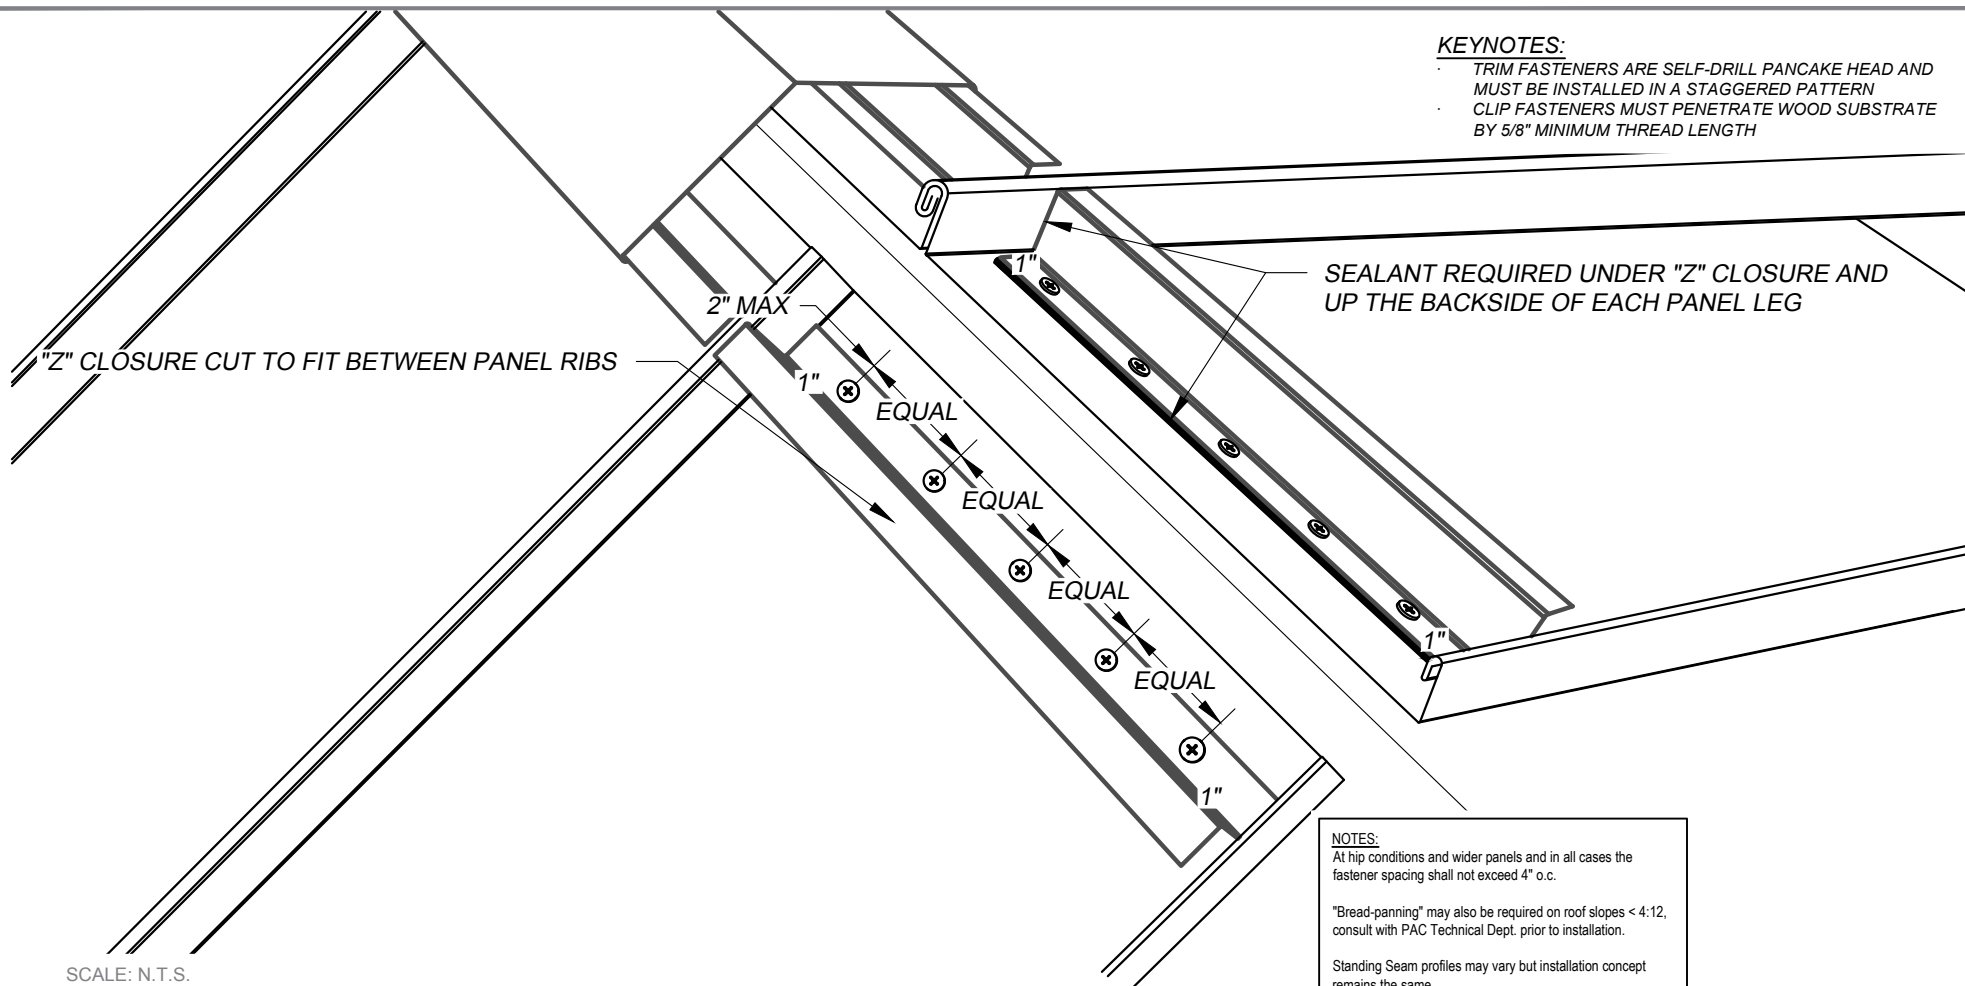 KEYNOTES:
· TRIM FASTENERS ARE SELF-DRILL PANCAKE HEAD AND
MUST BE INSTALLED IN A STAGGERED PATTERN
· CLIP FASTENERS MUST PENETRATE WOOD SUBSTRATE
BY 5/8" MINIMUM THREAD LENGTH
1"
SEALANT REQUIRED UNDER "Z" CLOSURE AND
UP THE BACKSIDE OF EACH PANEL LEG
2" MAX
"Z" CLOSURE CUT TO FIT BETWEEN PANEL RIBS
1"
EQUAL
EQUAL
EQUAL
1"
EQUAL
1"
NOTES:
At hip conditions and wider panels and in all cases the
fastener spacing shall not exceed 4" o.c.
"Bread-panning" may also be required on roof slopes < 4:12,
consult with PAC Technical Dept. prior to installation.
Standing Seam profiles may vary but installation concept
remains the same
SCALE: N.T.S.